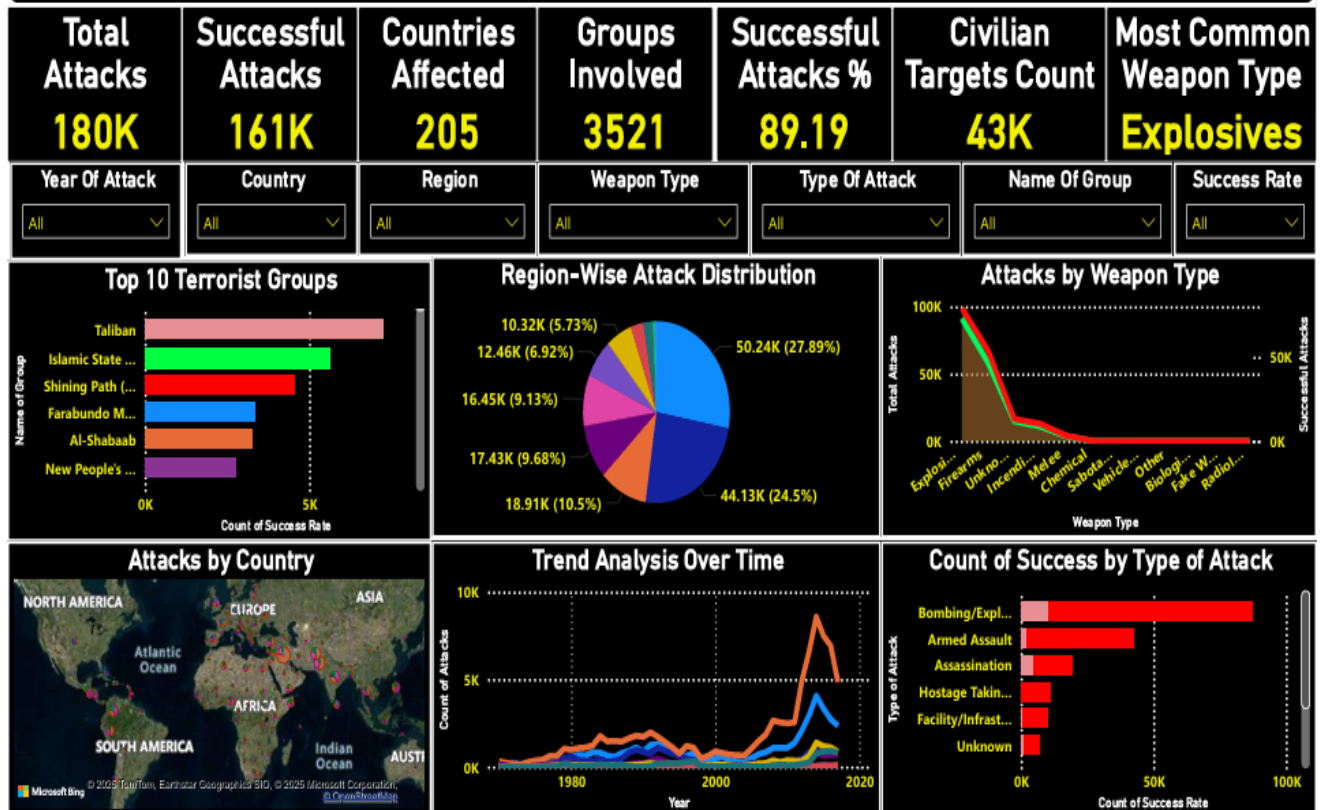 Total Attacks
180K
Successful Attacks
161K
Countries Affected
205
Groups Involved
3521
Successful Attacks %
89.19
Civilian Targets Count
43K
Most Common Weapon Type
Explosives
Year Of Attack
All
Country
All
Region
All
Weapon Type
All
Type Of Attack
All
Name Of Group
All
Success Rate
All
Top 10 Terrorist Groups
Name of Group
Taliban
Islamic State ...
Shining Path (...
Farabundo M...
Al-Shabaab
New People's ...
0K
5K
Count of Success Rate
Region-Wise Attack Distribution
10.32K (5.73%)
12.46K (6.92%)
16.45K (9.13%)
17.43K (9.68%)
18.91K (10.5%)
50.24K (27.89%)
44.13K (24.5%)
Attacks by Weapon Type
Total Attacks
100K
50K
0K
50K
0K
Successful Attacks
Explosi...
Firearms
Unkno...
Incendi...
Melee
Chemical
Sabota...
Vehicle...
Other
Biologi...
Fake W...
Radiol...
Weapon Type
Attacks by Country
NORTH AMERICA
EUROPE
ASIA
Atlantic
Ocean
AFRICA
SOUTH AMERICA
Indian
Ocean
AUSTI
Microsoft Bing
© 2025 TomTom, Earthstar Geographics SIO, © 2025 Microsoft Corporation,
© OpenStreetMap
Trend Analysis Over Time
Count of Attacks
10K
5K
0K
1980
2000
2020
Year
Count of Success by Type of Attack
Type of Attack
Bombing/Expl...
Armed Assault
Assassination
Hostage Takin...
Facility/Infrast...
Unknown
0K
50K
100K
Count of Success Rate